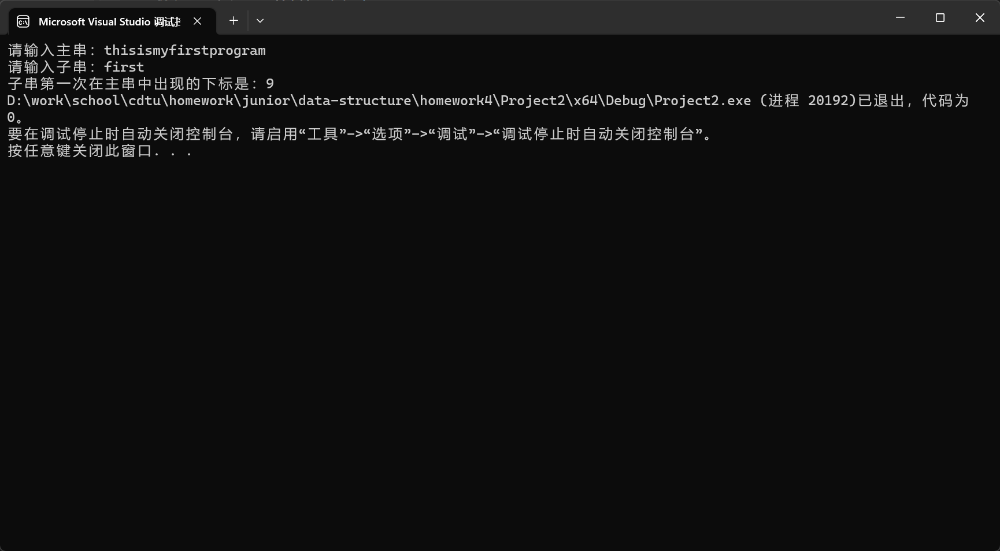 Microsoft Visual Studio 调试
请输入主串：thisismyfirstprogram
请输入子串：first
子串第一次在主串中出现的下标是：9
D:\work\school\cdtu\homework\junior\data-structure\homework4\Project2\x64\Debug\Project2.exe (进程 20192)已退出，代码为
0。
要在调试停止时自动关闭控制台，请启用“工具”->“选项”->“调试”->“调试停止时自动关闭控制台”。
按任意键关闭此窗口. . .